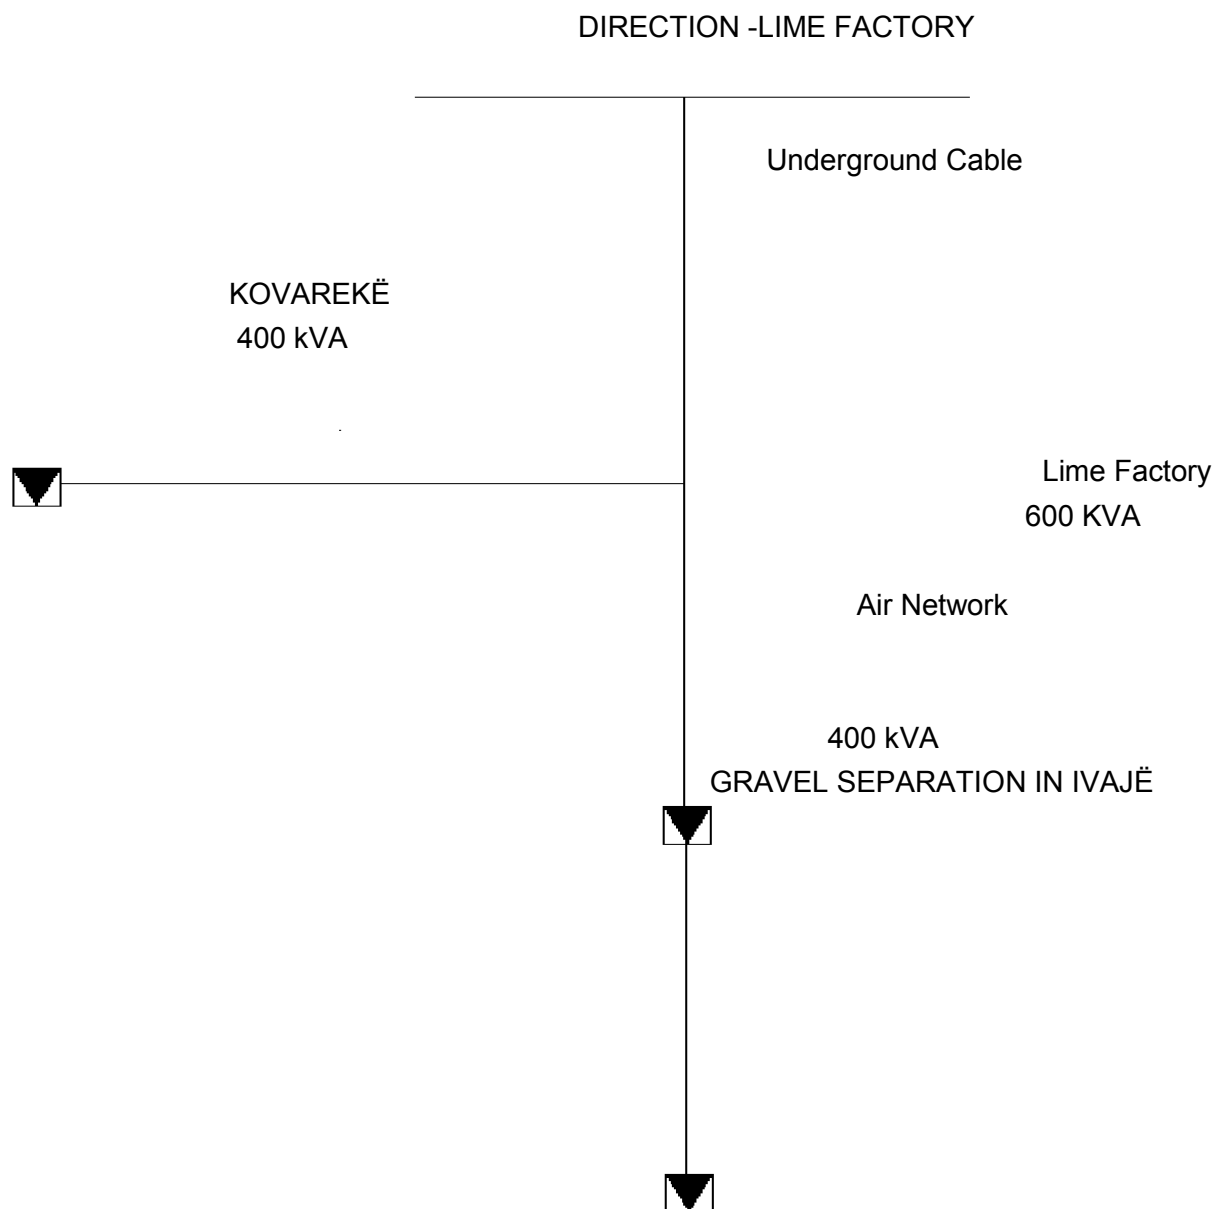 DIRECTION -LIME FACTORY
Underground Cable
KOVAREKË
400 kVA
Lime Factory
600 KVA
Air Network
400 kVA
GRAVEL SEPARATION IN IVAJË